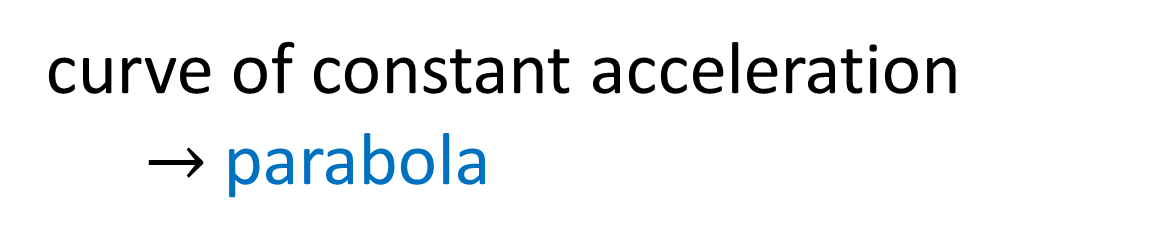 curve of constant acceleration
→ parabola